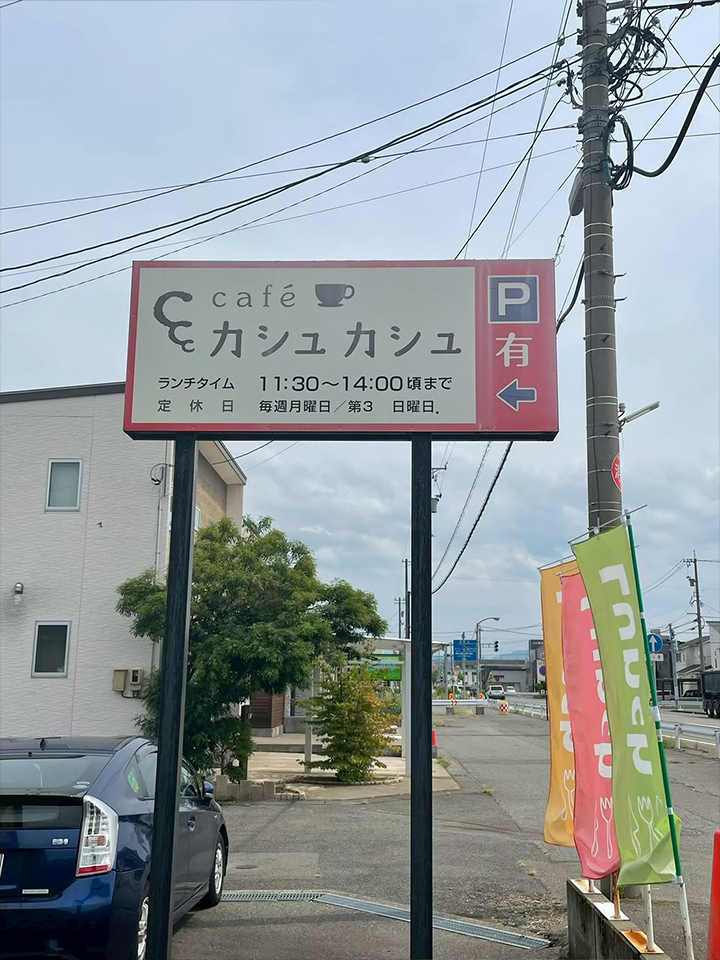 café
カシュカシュ
ランチタイム 11:30～14:00頃まで
定休日 毎週月曜日／第3 日曜日.
P
有
Lunch